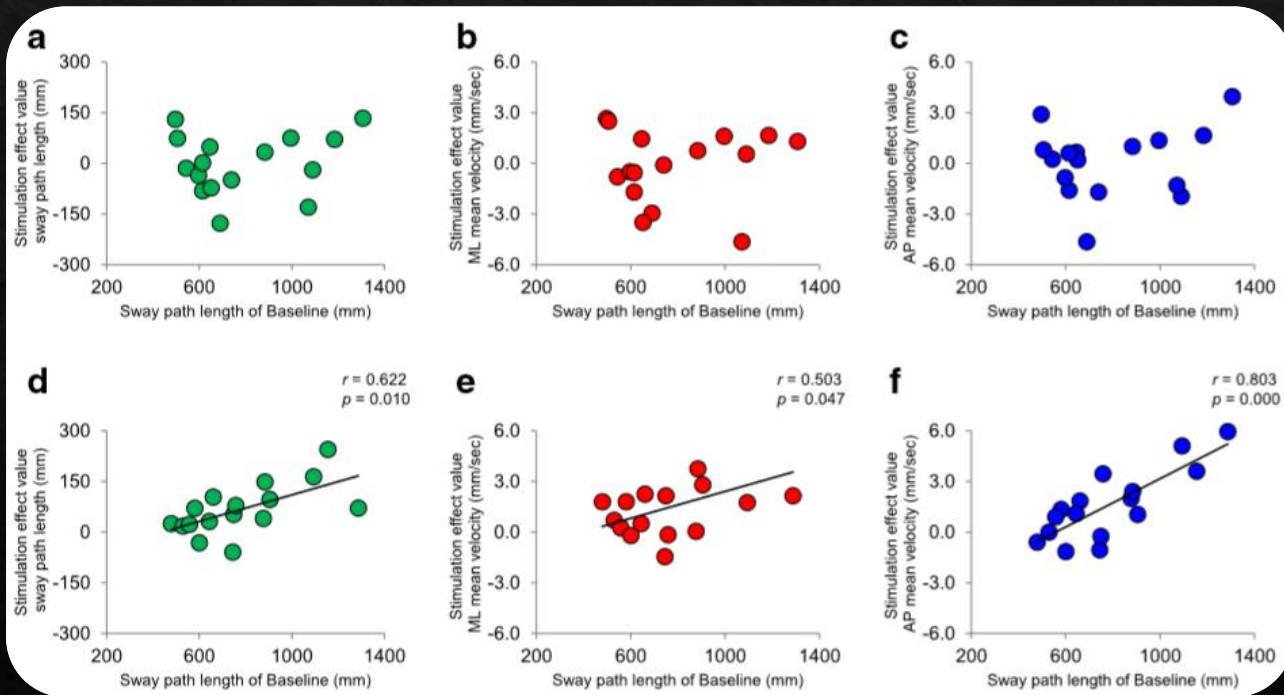 a
Stimulation effect value
sway path length (mm)
300
150
0
-150
-300
200 600 1000 1400
Sway path length of Baseline (mm)
b
Stimulation effect value
ML mean velocity (mm/sec)
6.0
3.0
0.0
-3.0
-6.0
200 600 1000 1400
Sway path length of Baseline (mm)
c
Stimulation effect value
AP mean velocity (mm/sec)
6.0
3.0
0.0
-3.0
-6.0
200 600 1000 1400
Sway path length of Baseline (mm)
d
r = 0.622
p = 0.010
Stimulation effect value
sway path length (mm)
300
150
0
-150
-300
200 600 1000 1400
Sway path length of Baseline (mm)
e
r = 0.503
p = 0.047
Stimulation effect value
ML mean velocity (mm/sec)
6.0
3.0
0.0
-3.0
-6.0
200 600 1000 1400
Sway path length of Baseline (mm)
f
r = 0.803
p = 0.000
Stimulation effect value
AP mean velocity (mm/sec)
6.0
3.0
0.0
-3.0
-6.0
200 600 1000 1400
Sway path length of Baseline (mm)